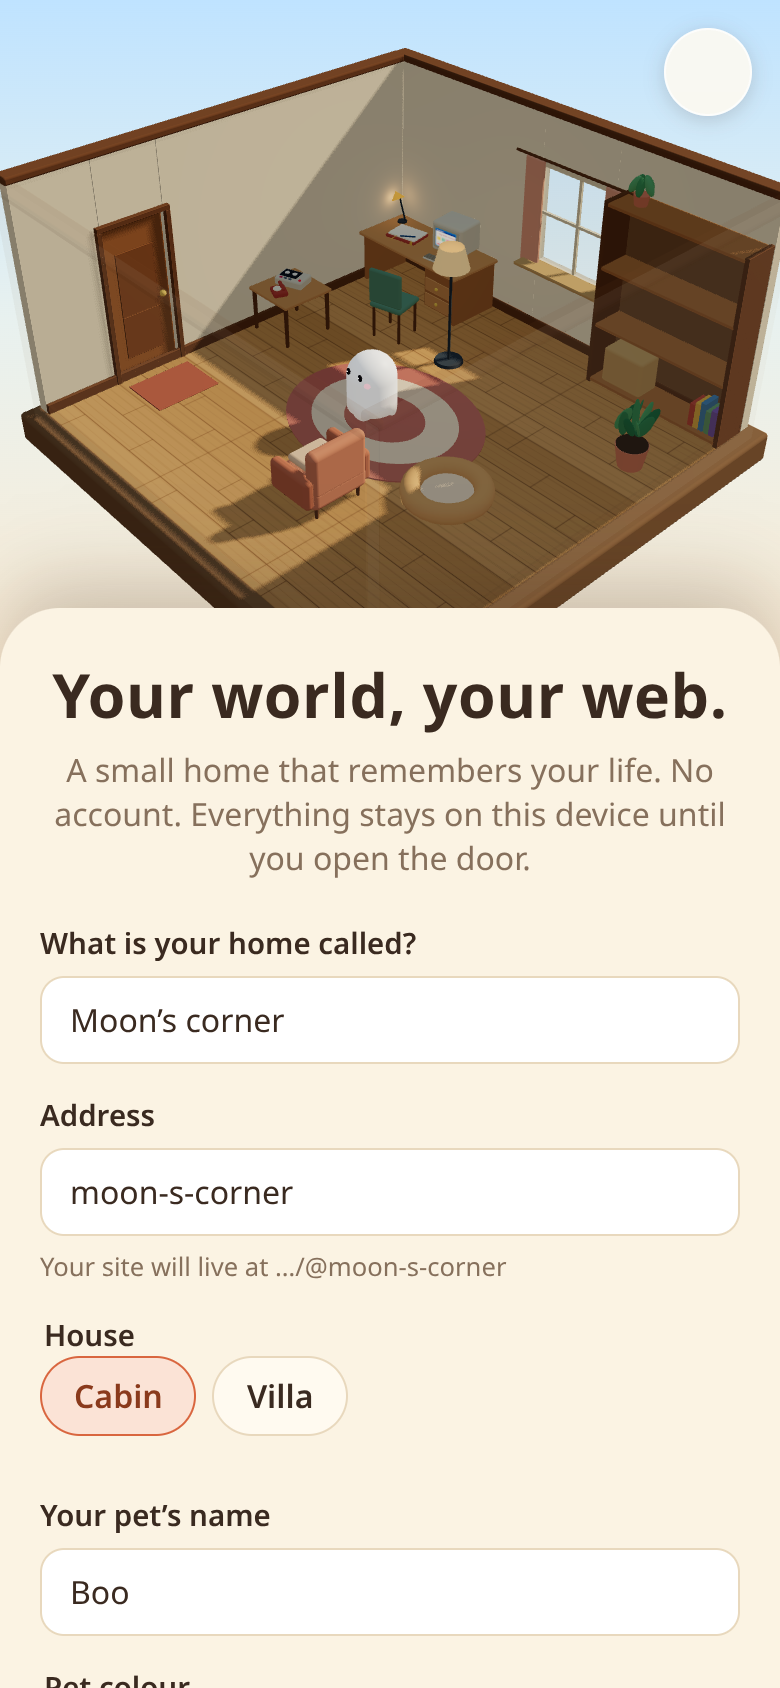 Your world, your web.
A small home that remembers your life. No
account. Everything stays on this device until
you open the door.
What is your home called?
Moon’s corner
Address
moon-s-corner
Your site will live at …/@moon-s-corner
House
Cabin
Villa
Your pet’s name
Boo
Pet colour